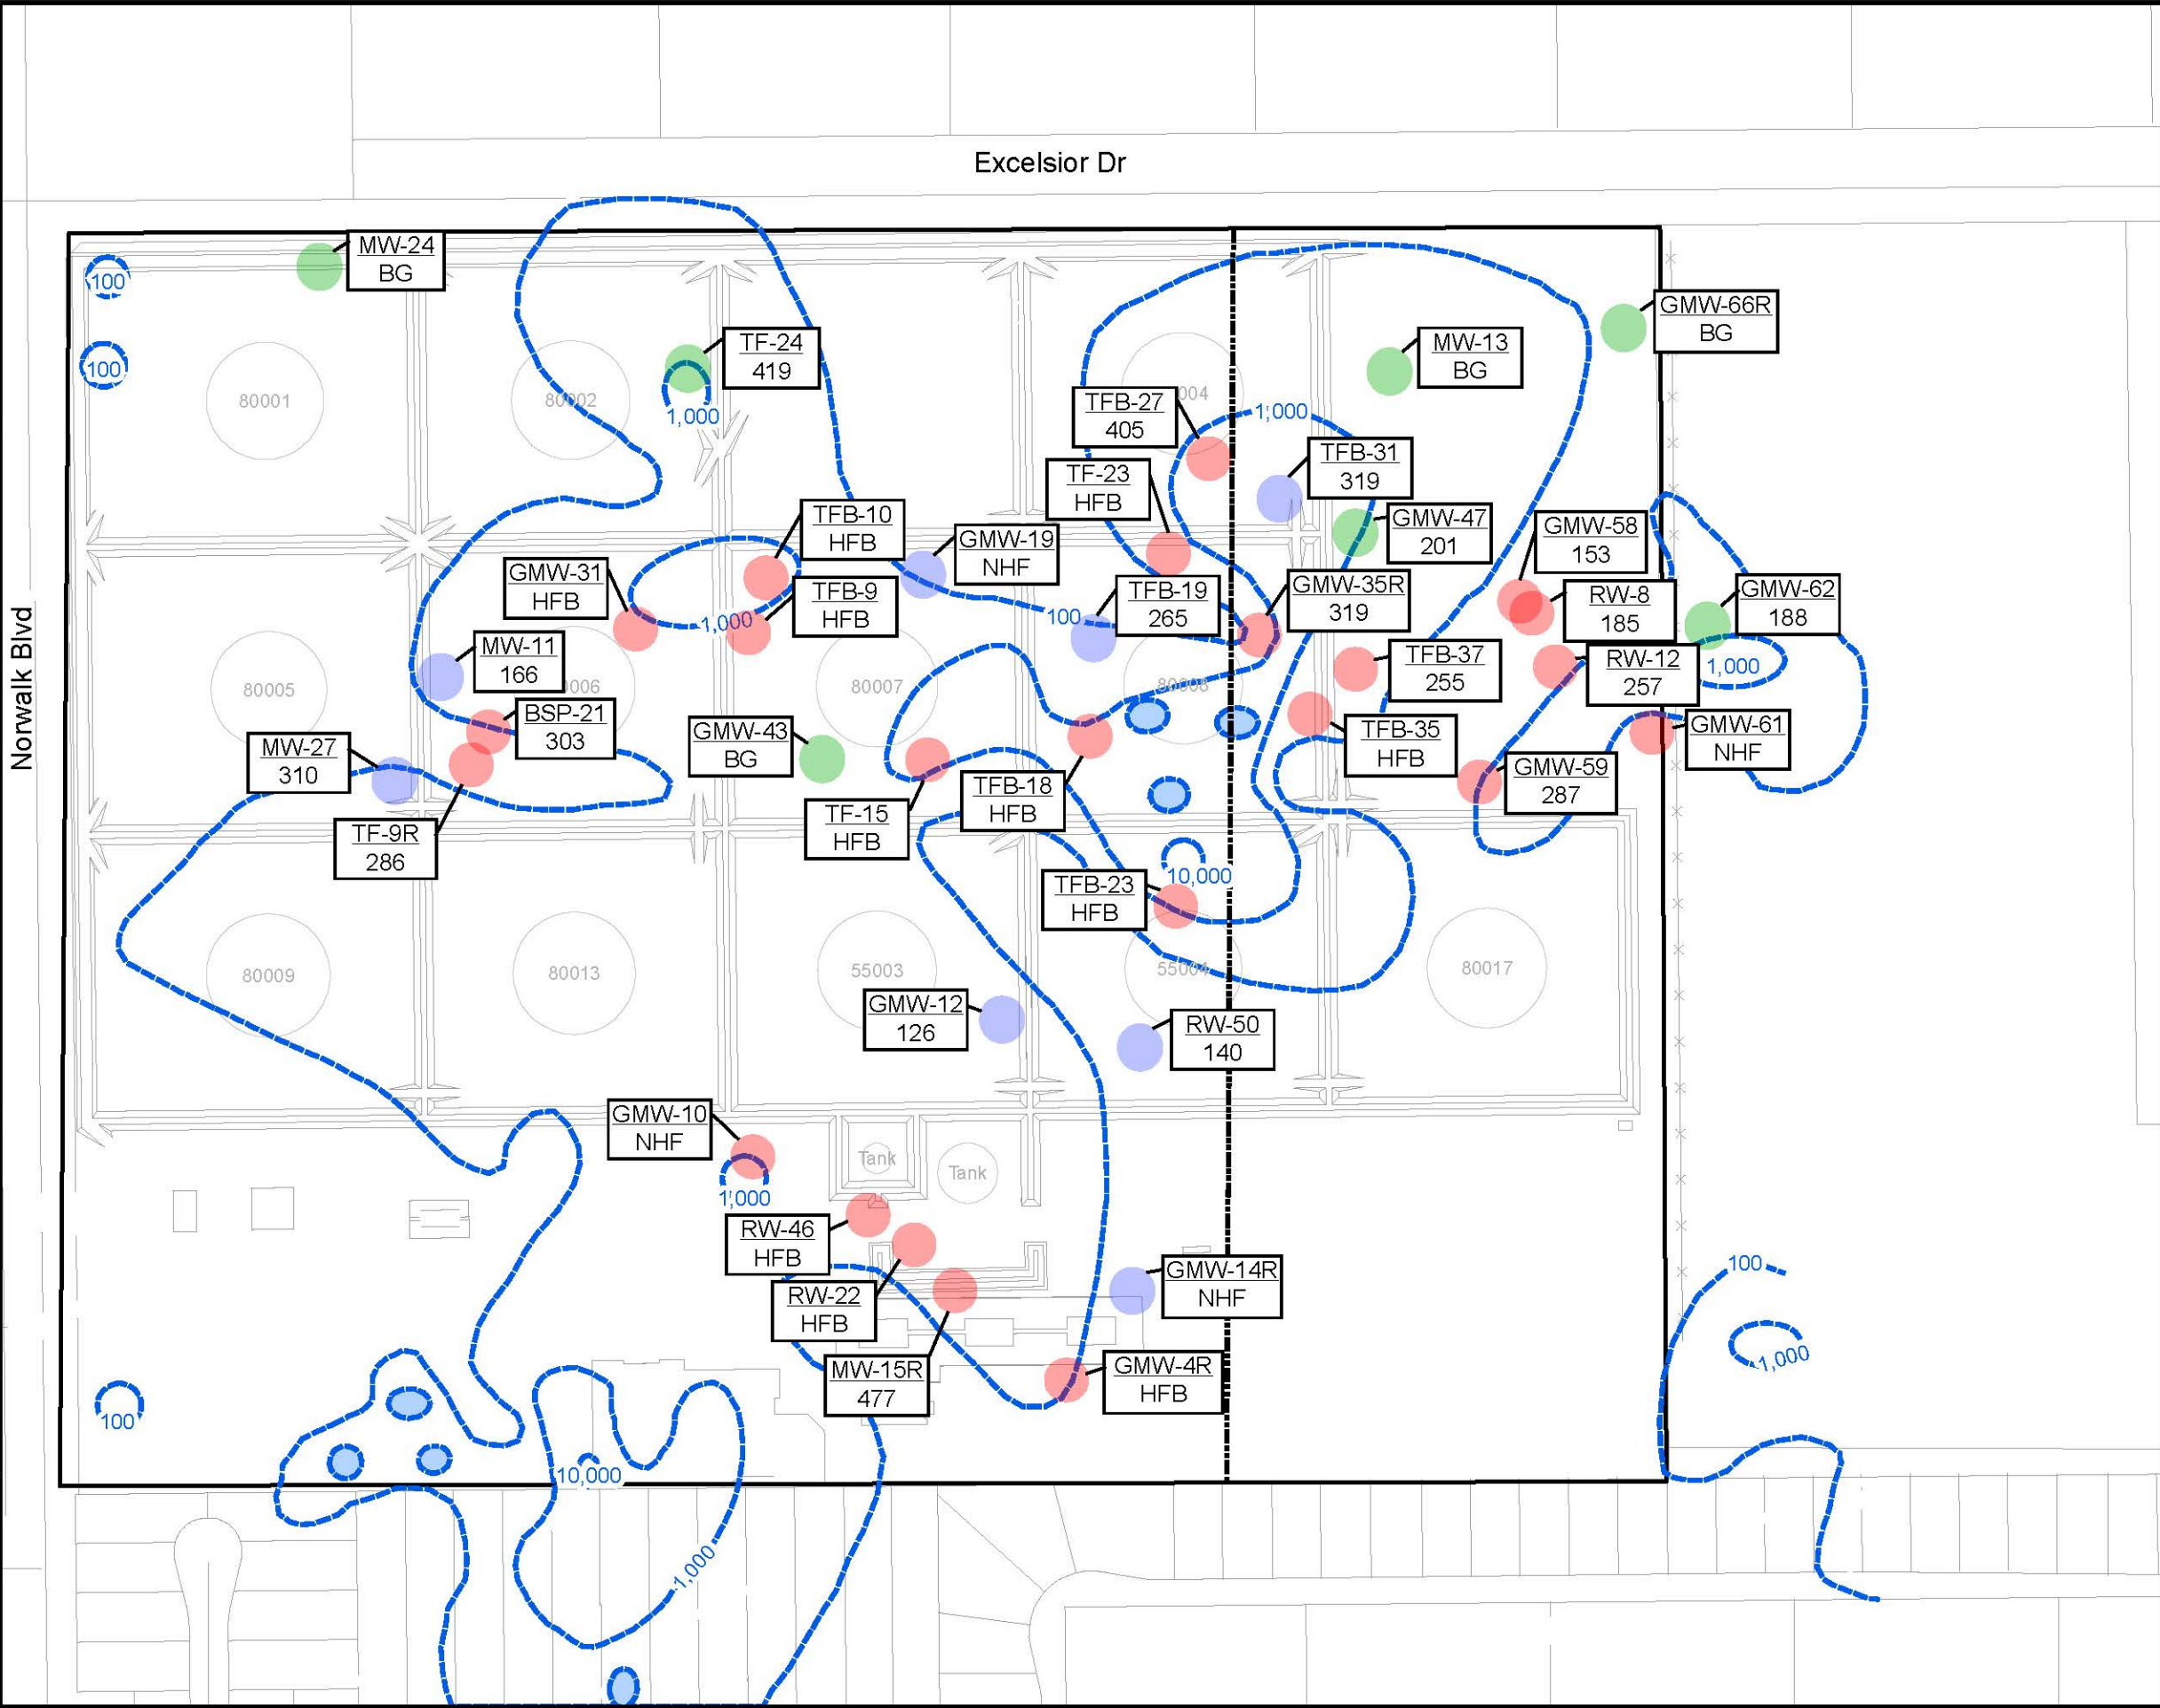 Excelsior Dr
MW-24
BG
100
GMW-66R
BG
TF-24
419
MW-13
BG
100
80001
80002
1,000
004
TFB-27
405
1,000
TFB-31
319
TF-23
HFB
TFB-10
HFB
GMW-19
NHF
GMW-47
201
GMW-58
153
GMW-31
HFB
TFB-9
HFB
1,000
100
TFB-19
265
GMW-35R
319
RW-8
185
GMW-62
188
Norwalk Blvd
MW-11
166
80005
006
80007
80008
TFB-37
255
RW-12
257
1,000
BSP-21
303
MW-27
310
GMW-43
BG
TFB-35
HFB
GMW-61
NHF
TF-9R
286
TF-15
HFB
TFB-18
HFB
GMW-59
287
10,000
TFB-23
HFB
80009
80013
55003
55004
80017
GMW-12
126
RW-50
140
GMW-10
NHF
Tank
Tank
1,000
RW-46
HFB
RW-22
HFB
GMW-14R
NHF
100
1,000
MW-15R
477
GMW-4R
HFB
100
10,000
1,000